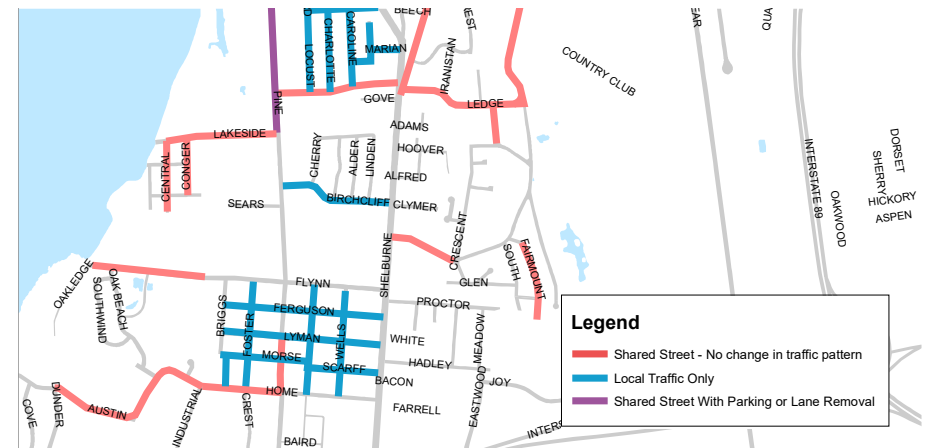 BEECH
LOCUST
CHARLOTTE
CAROLINE
MARIAN
IRANISTAN
COUNTRY CLUB
PINE
GOVE
LEDGE
LAKESIDE
ADAMS
HOOVER
CHERRY
ALDER
LINDEN
CENTRAL
CONGER
ALFRED
INTERSTATE 89
DORSET
SHERRY
HICKORY
ASPEN
OAKWOOD
SEARS
BIRCHCLIFF
CLYMER
SHELBURNE
CRESCENT
SOUTH
FAIRMOUNT
OAKLEDGE
OAK BEACH
SOUTHWIND
FLYNN
GLEN
BRIGGS
FOSTER
FERGUSON
PROCTOR
LYMAN
WELLS
WHITE
MORSE
SCARFF
HADLEY
EASTWOOD
MEADOW
JOY
BACON
HOME
DUNDER
COVE
AUSTIN
INDUSTRIAL
CREST
FARRELL
BAIRD
INTERS
Legend
Shared Street - No change in traffic pattern
Local Traffic Only
Shared Street With Parking or Lane Removal